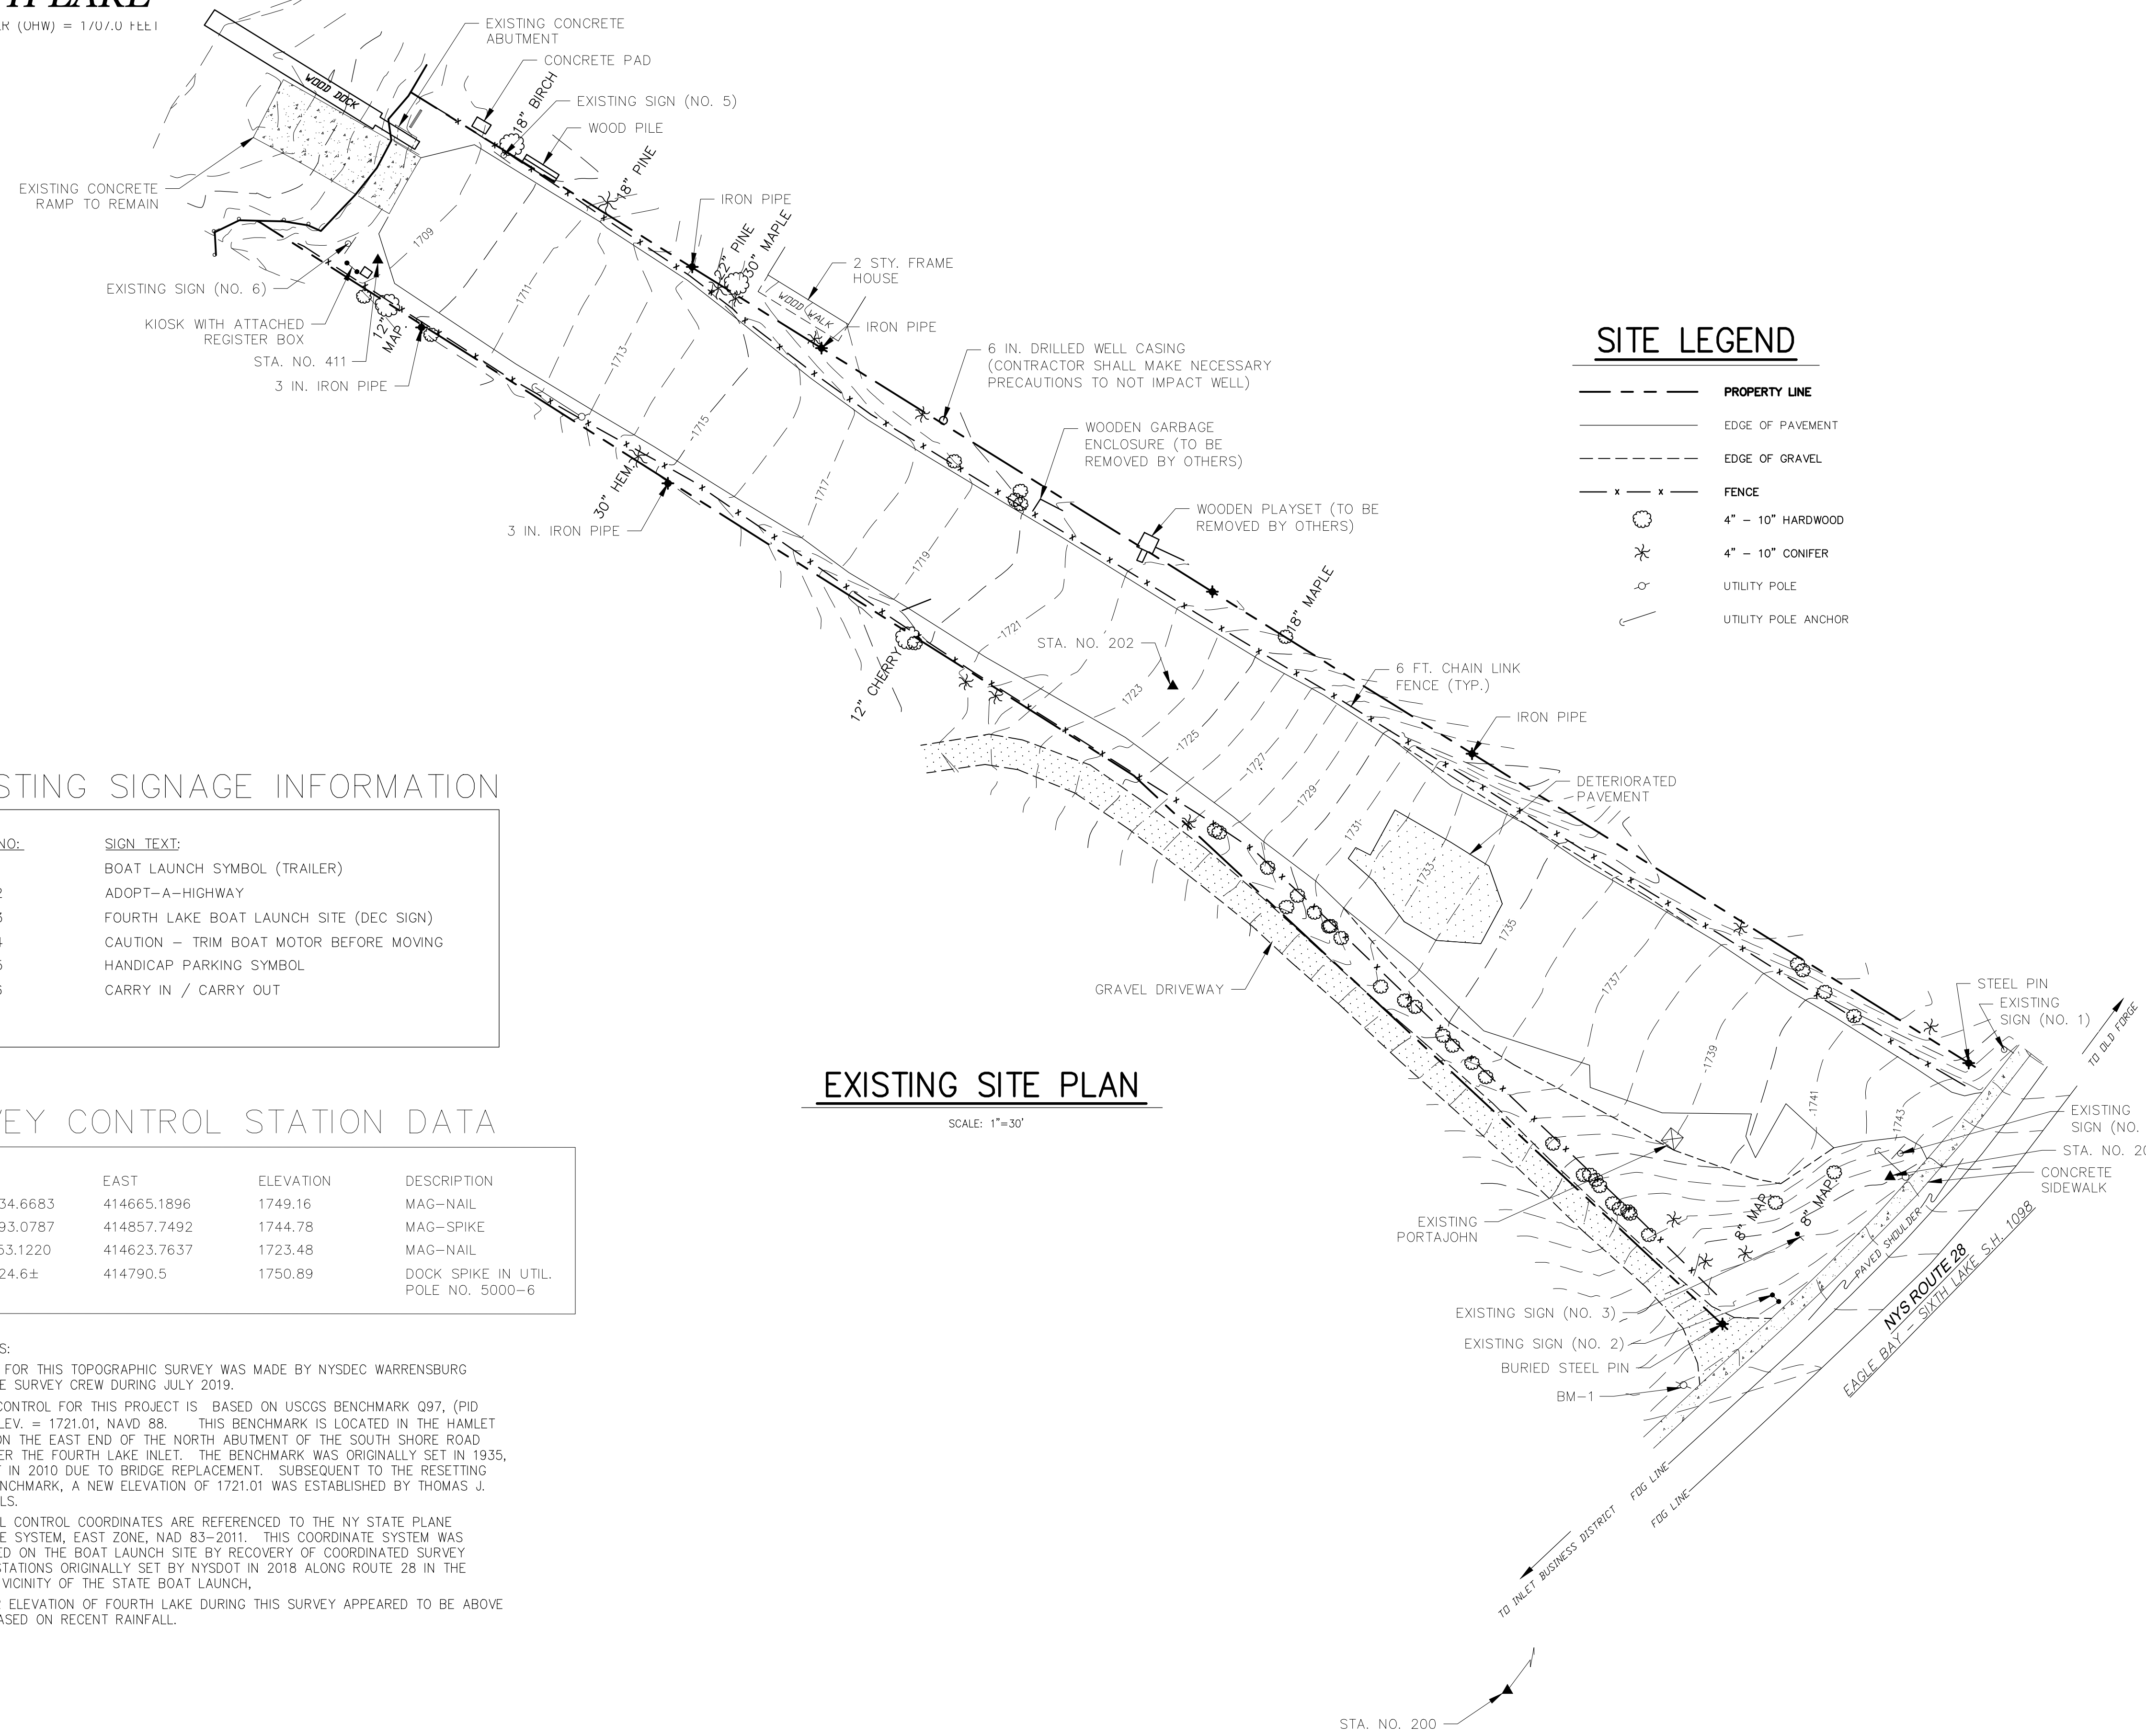 LAKE
(OHW) = 1707.0 FEET
EXISTING CONCRETE
ABUTMENT
CONCRETE PAD
18" BIRCH
EXISTING SIGN (NO. 5)
WOOD PILE
WOOD DOCK
18" PINE
EXISTING CONCRETE
RAMP TO REMAIN
IRON PIPE
22" PINE
30" MAPLE
2 STY. FRAME
HOUSE
WOOD WALK
IRON PIPE
1709
1711
1713
1715
1717
1719
1721
1723
1725
1727
1729
1731
1733
1735
1737
1739
1741
1743
EXISTING SIGN (NO. 6)
KIOSK WITH ATTACHED
REGISTER BOX
12"
MAP.
STA. NO. 411
3 IN. IRON PIPE
6 IN. DRILLED WELL CASING
(CONTRACTOR SHALL MAKE NECESSARY
PRECAUTIONS TO NOT IMPACT WELL)
WOODEN GARBAGE
ENCLOSURE (TO BE
REMOVED BY OTHERS)
30" HEM.
3 IN. IRON PIPE
WOODEN PLAYSET (TO BE
REMOVED BY OTHERS)
18" MAPLE
STA. NO. 202
12" CHERRY
6 FT. CHAIN LINK
FENCE (TYP.)
IRON PIPE
DETERIORATED
PAVEMENT
GRAVEL DRIVEWAY
STEEL PIN
EXISTING
SIGN (NO. 1)
TO OLD FORGE
EXISTING
SIGN (NO.
STA. NO.
CONCRETE
SIDEWALK
8" MAP.
8" MAP.
PAVED SHOULDER
NYS ROUTE 28
EAGLE BAY - SIXTH LAKE S.H. 1098
EXISTING
PORTAJOHN
EXISTING SIGN (NO. 3)
EXISTING SIGN (NO. 2)
BURIED STEEL PIN
BM-1
FOG LINE
FOG LINE
TO INLET BUSINESS DISTRICT
STA. NO. 200
SITE LEGEND
PROPERTY LINE
EDGE OF PAVEMENT
EDGE OF GRAVEL
FENCE
4" - 10" HARDWOOD
4" - 10" CONIFER
UTILITY POLE
UTILITY POLE ANCHOR
EXISTING SITE PLAN
SCALE: 1"=30'
STING SIGNAGE INFORMATION
NO: SIGN TEXT:
BOAT LAUNCH SYMBOL (TRAILER)
2 ADOPT-A-HIGHWAY
3 FOURTH LAKE BOAT LAUNCH SITE (DEC SIGN)
4 CAUTION - TRIM BOAT MOTOR BEFORE MOVING
5 HANDICAP PARKING SYMBOL
6 CARRY IN / CARRY OUT
VEY CONTROL STATION DATA
EAST ELEVATION DESCRIPTION
34.6683 414665.1896 1749.16 MAG-NAIL
93.0787 414857.7492 1744.78 MAG-SPIKE
53.1220 414623.7637 1723.48 MAG-NAIL
24.6± 414790.5 1750.89 DOCK SPIKE IN UTIL.
POLE NO. 5000-6
S:
FOR THIS TOPOGRAPHIC SURVEY WAS MADE BY NYSDEC WARRENSBURG
E SURVEY CREW DURING JULY 2019.
CONTROL FOR THIS PROJECT IS BASED ON USCGS BENCHMARK Q97, (PID
LEV. = 1721.01, NAVD 88. THIS BENCHMARK IS LOCATED IN THE HAMLET
ON THE EAST END OF THE NORTH ABUTMENT OF THE SOUTH SHORE ROAD
ER THE FOURTH LAKE INLET. THE BENCHMARK WAS ORIGINALLY SET IN 1935,
T IN 2010 DUE TO BRIDGE REPLACEMENT. SUBSEQUENT TO THE RESETTING
NCHMARK, A NEW ELEVATION OF 1721.01 WAS ESTABLISHED BY THOMAS J.
LS.
L CONTROL COORDINATES ARE REFERENCED TO THE NY STATE PLANE
E SYSTEM, EAST ZONE, NAD 83-2011. THIS COORDINATE SYSTEM WAS
ED ON THE BOAT LAUNCH SITE BY RECOVERY OF COORDINATED SURVEY
STATIONS ORIGINALLY SET BY NYSDOT IN 2018 ALONG ROUTE 28 IN THE
VICINITY OF THE STATE BOAT LAUNCH,
R ELEVATION OF FOURTH LAKE DURING THIS SURVEY APPEARED TO BE ABOVE
ASED ON RECENT RAINFALL.